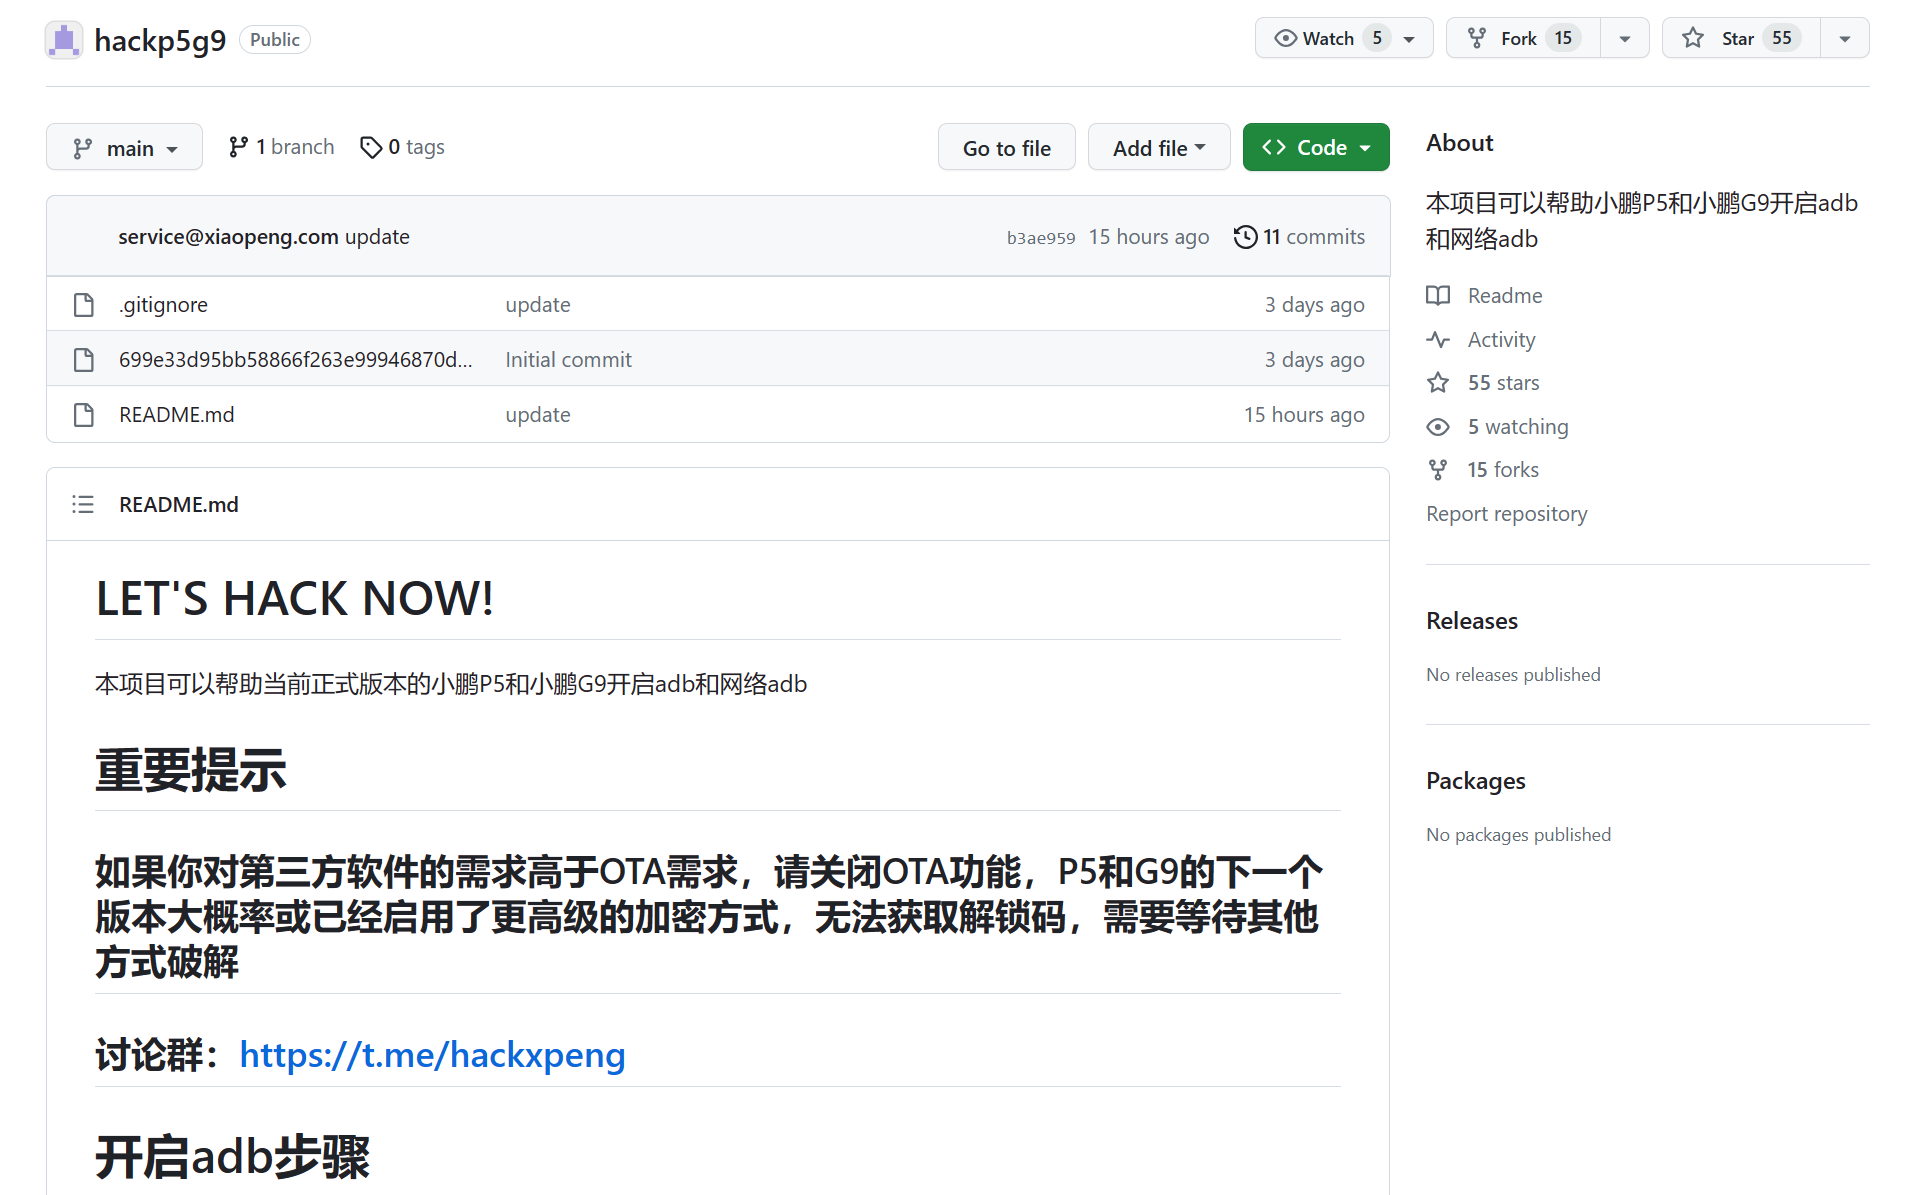 hackp5g9 Public Watch 5 Fork 15 Star 55
main 1 branch 0 tags Go to file Add file Code
service@xiaopeng.com update b3ae959 15 hours ago 11 commits
.gitignore update 3 days ago
699e33d95bb58866f263e99946870d... Initial commit 3 days ago
README.md update 15 hours ago
README.md
LET'S HACK NOW!
本项目可以帮助当前正式版本的小鹏P5和小鹏G9开启adb和网络adb
重要提示
如果你对第三方软件的需求高于OTA需求，请关闭OTA功能，P5和G9的下一个
版本大概率或已经启用了更高级的加密方式，无法获取解锁码，需要等待其他
方式破解
讨论群：https://t.me/hackxpeng
开启adb步骤
About
本项目可以帮助小鹏P5和小鹏G9开启adb
和网络adb
Readme
Activity
55 stars
5 watching
15 forks
Report repository
Releases
No releases published
Packages
No packages published